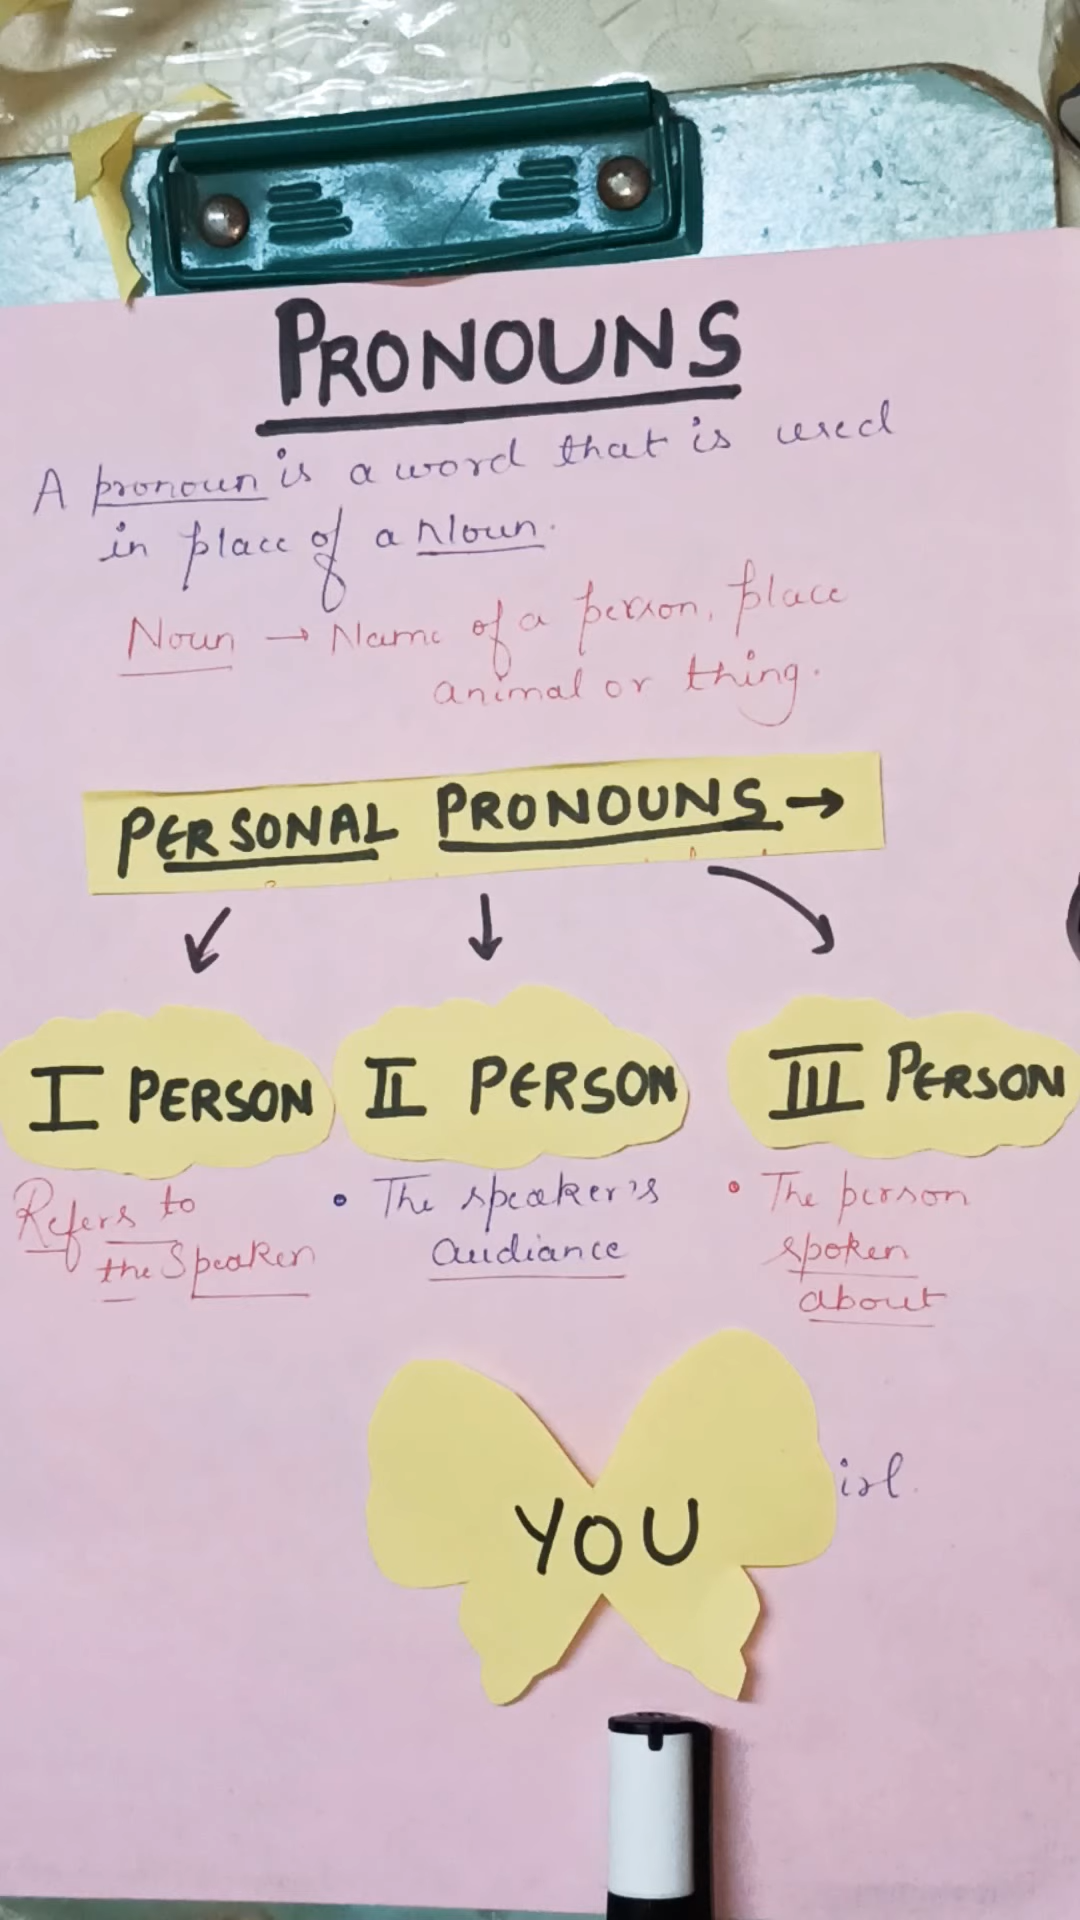 PRONOUNS
A pronoun is a word that is used
in place of a Noun.
Noun → Name of a person, place
animal or thing.
PERSONAL PRONOUNS →
I PERSON
II PERSON
III PERSON
Refers to
the Speaker
• The speaker's
audiance
• The person
spoken
about
YOU